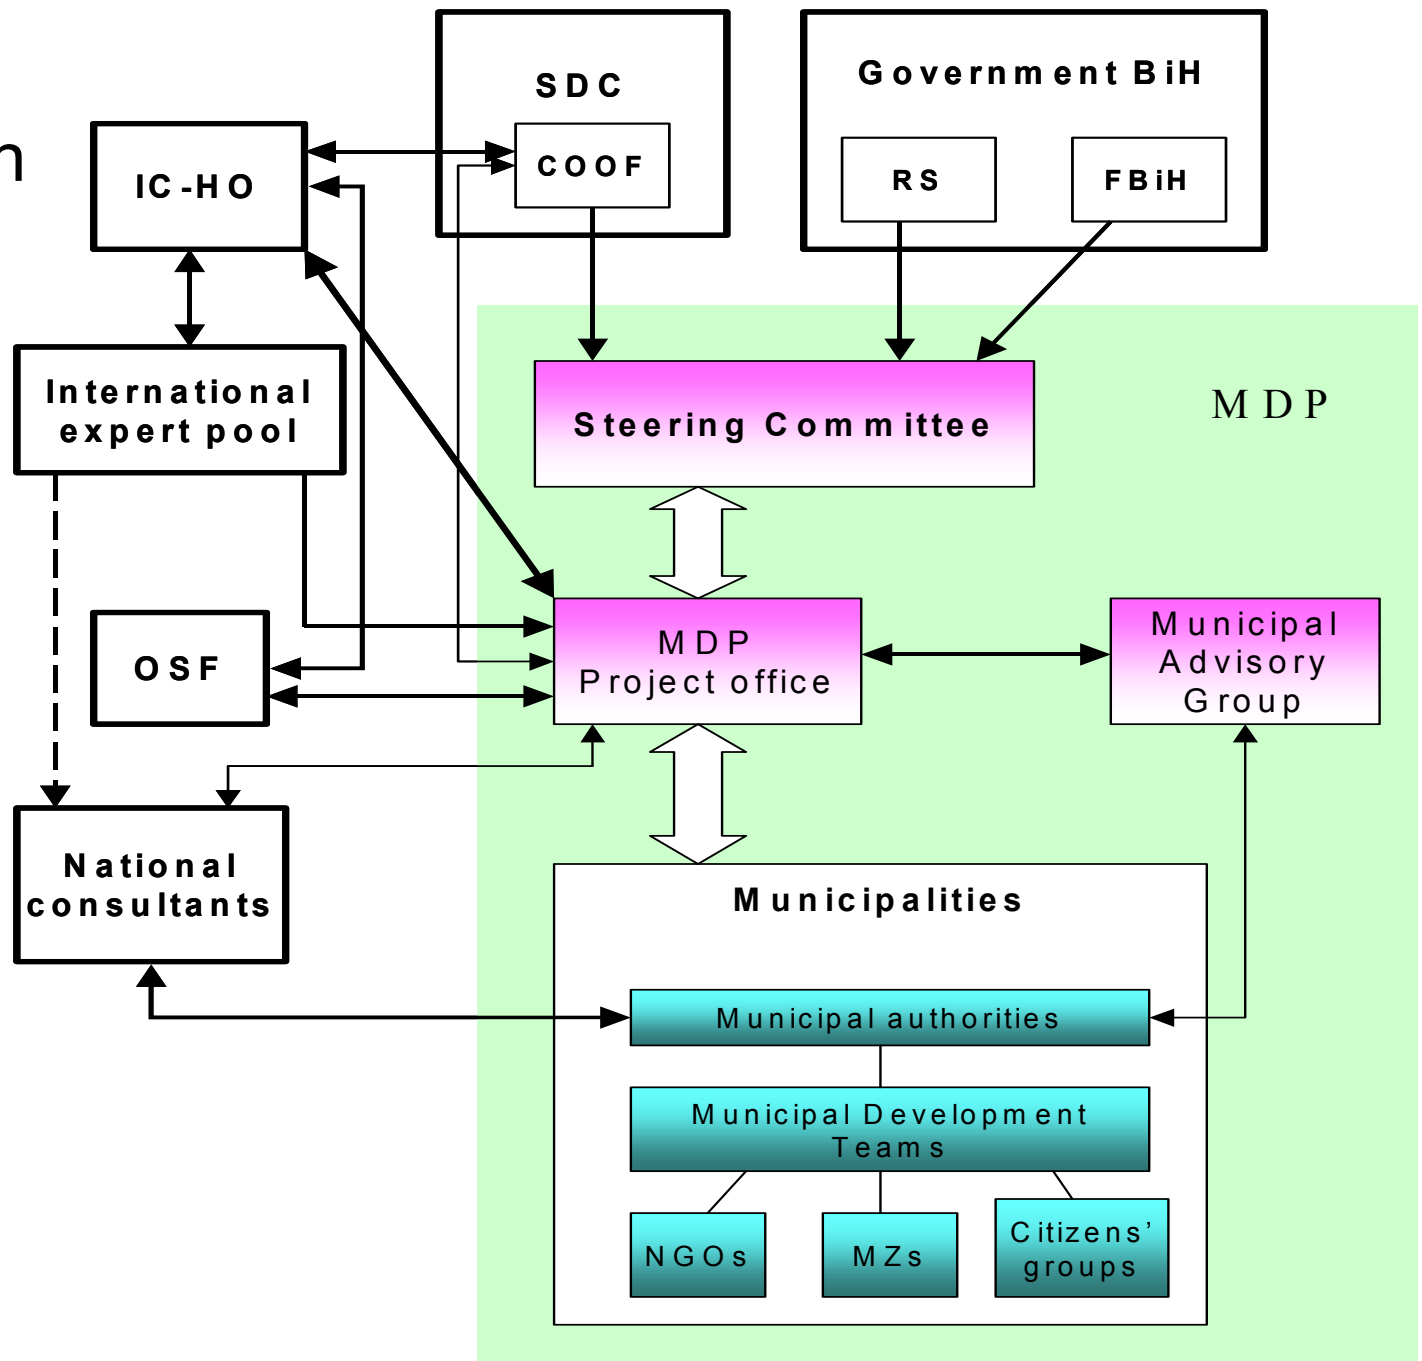 n
SDC
Government BiH
COOF
IC-HO
RS
FBiH
International
expert pool
Steering Committee
MDP
MDP
Project office
Municipal
Advisory
Group
OSF
National
consultants
Municipalities
Municipal authorities
Municipal Development
Teams
NGOs
MZs
Citizens’
groups